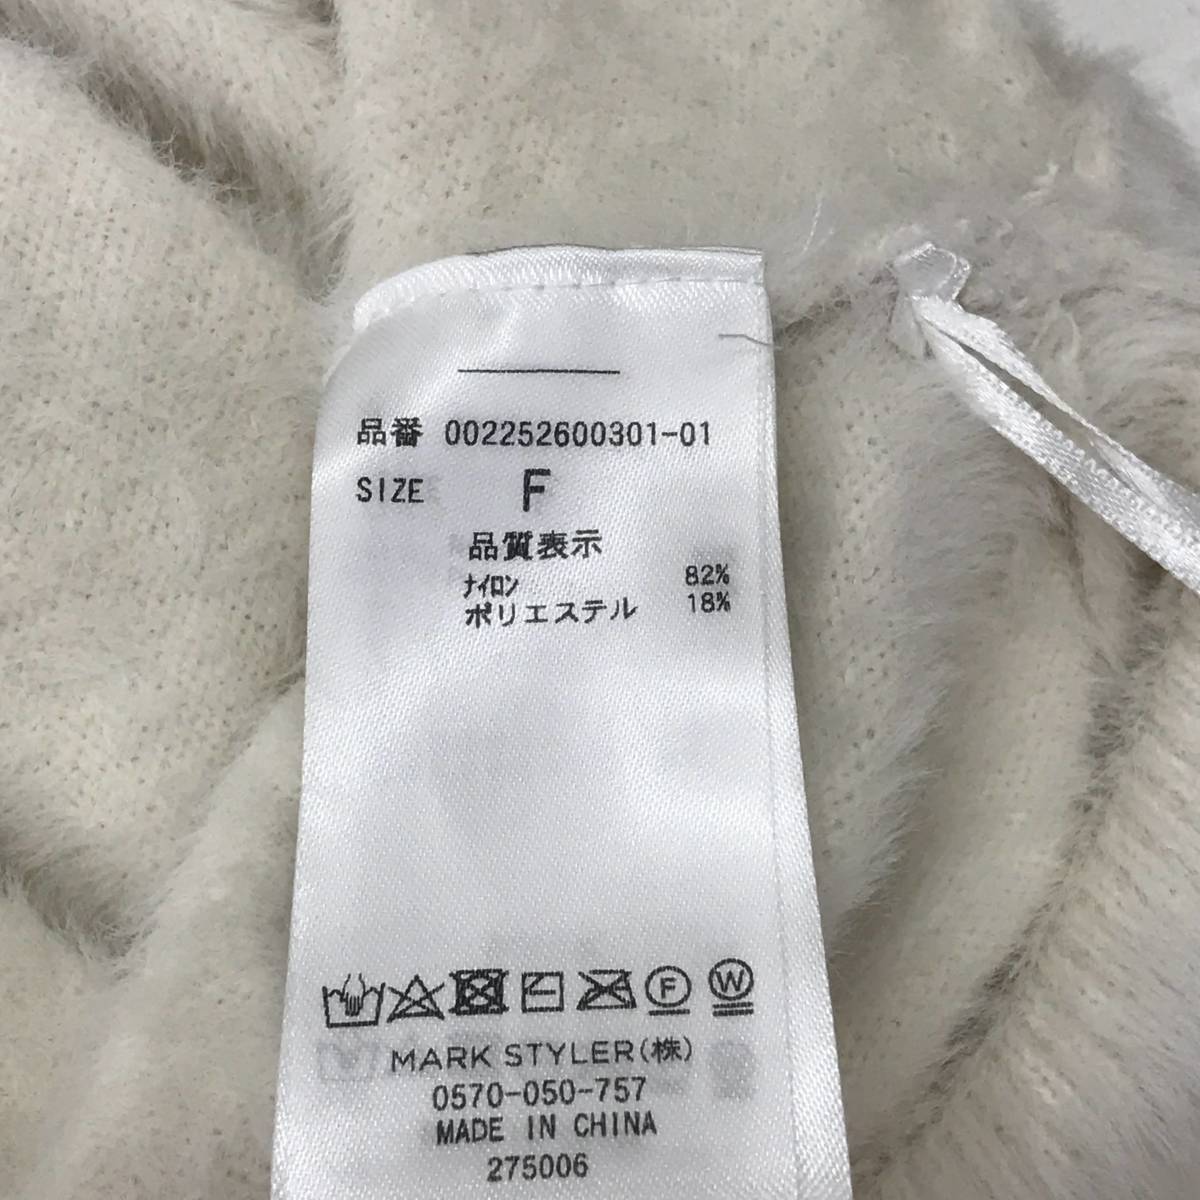 品番 002252600301-01
SIZE F
品質表示
ナイロン 82%
ポリエステル 18%
F W
MARK STYLER(株)
0570-050-757
MADE IN CHINA
275006